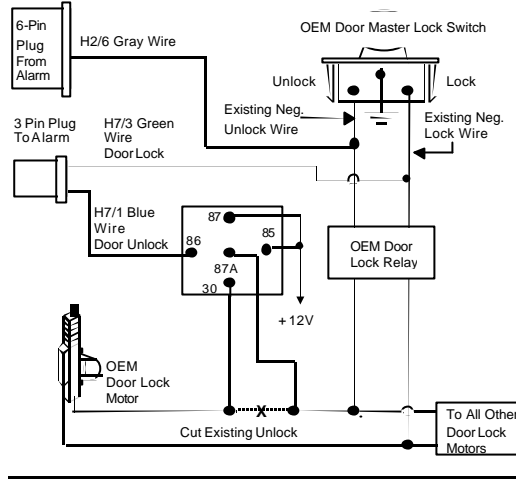 6-Pin
Plug
From
Alarm
H2/6 Gray Wire
OEM Door Master Lock Switch
Unlock
Lock
Existing Neg.
Unlock Wire
Existing Neg.
Lock Wire
3 Pin Plug
To Alarm
H7/3 Green
Wire
Door Lock
H7/1 Blue
Wire
Door Unlock
87
86
85
87A
30
+ 12V
OEM Door
Lock Relay
OEM
Door Lock
Motor
X
Cut Existing Unlock
To All Other
Door Lock
Motors